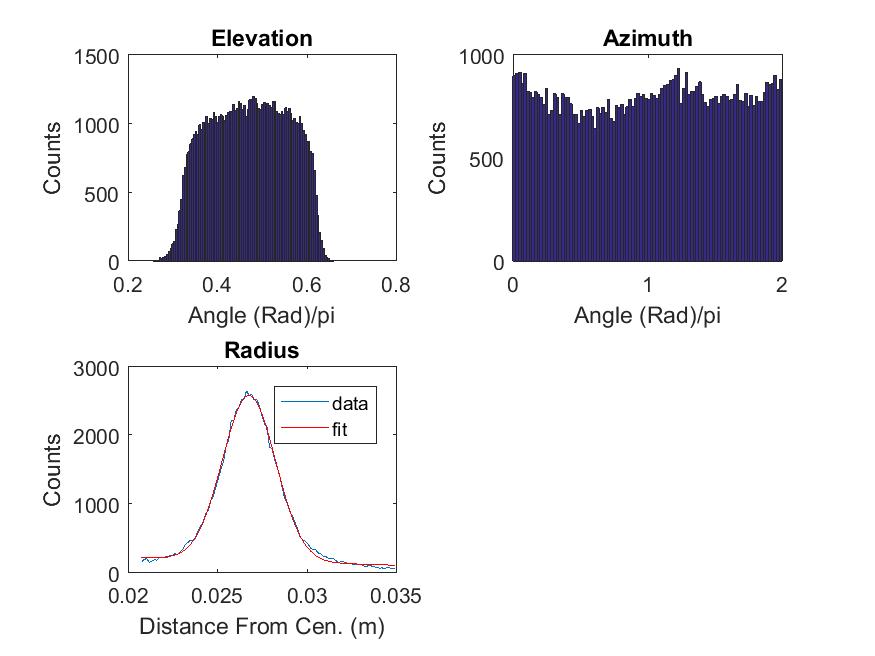 Elevation
1500
1000
500
0
Counts
0.2 0.4 0.6 0.8
Angle (Rad)/pi
Azimuth
1000
500
0
Counts
0 1 2
Angle (Rad)/pi
Radius
3000
2000
1000
0
Counts
data
fit
0.02 0.025 0.03 0.035
Distance From Cen. (m)